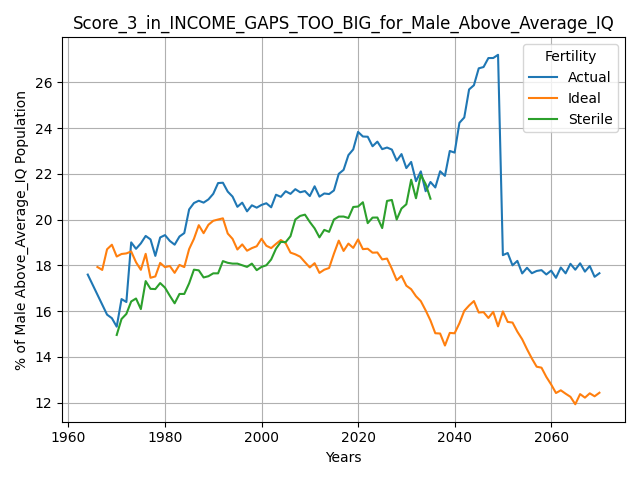 Score_3_in_INCOME_GAPS_TOO_BIG_for_Male_Above_Average_IQ
% of Male Above_Average_IQ Population
26
24
22
20
18
16
14
12
1960 1980 2000 2020 2040 2060
Years
Fertility
Actual
Ideal
Sterile